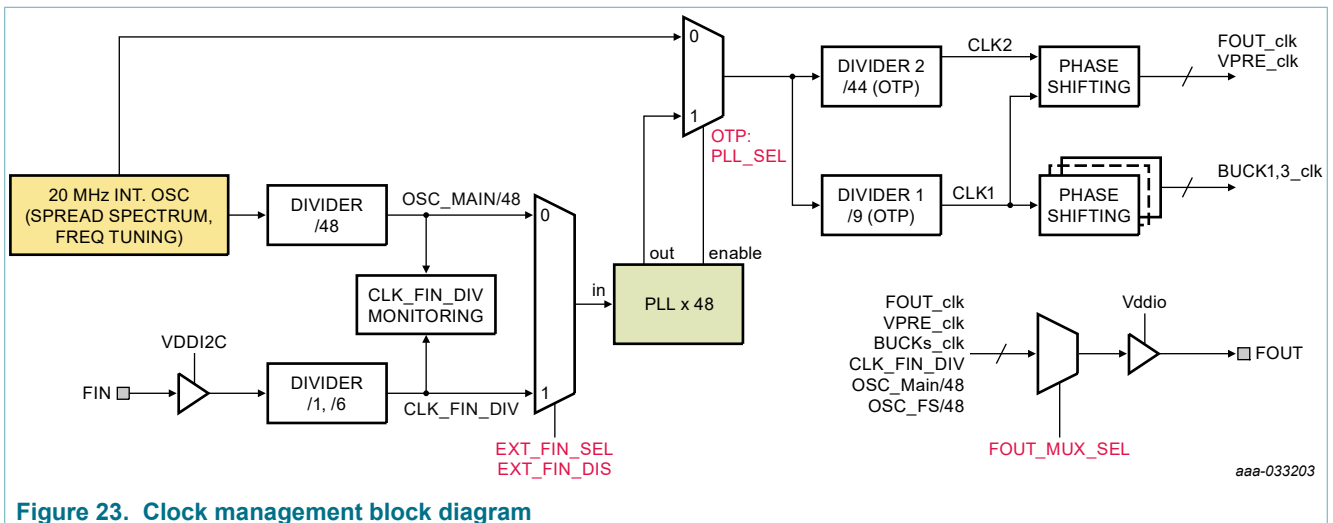 0
1
OTP:
PLL_SEL
DIVIDER 2
/44 (OTP)
CLK2
PHASE
SHIFTING
FOUT_clk
VPRE_clk
DIVIDER 1
/9 (OTP)
CLK1
PHASE
SHIFTING
BUCK1,3_clk
20 MHz INT. OSC
(SPREAD SPECTRUM,
FREQ TUNING)
DIVIDER
/48
OSC_MAIN/48
0
CLK_FIN_DIV
MONITORING
out
enable
in
PLL x 48
VDDI2C
FIN
DIVIDER
/1, /6
CLK_FIN_DIV
1
EXT_FIN_SEL
EXT_FIN_DIS
FOUT_clk
VPRE_clk
BUCKs_clk
CLK_FIN_DIV
OSC_Main/48
OSC_FS/48
Vddio
FOUT
FOUT_MUX_SEL
aaa-033203
Figure 23. Clock management block diagram